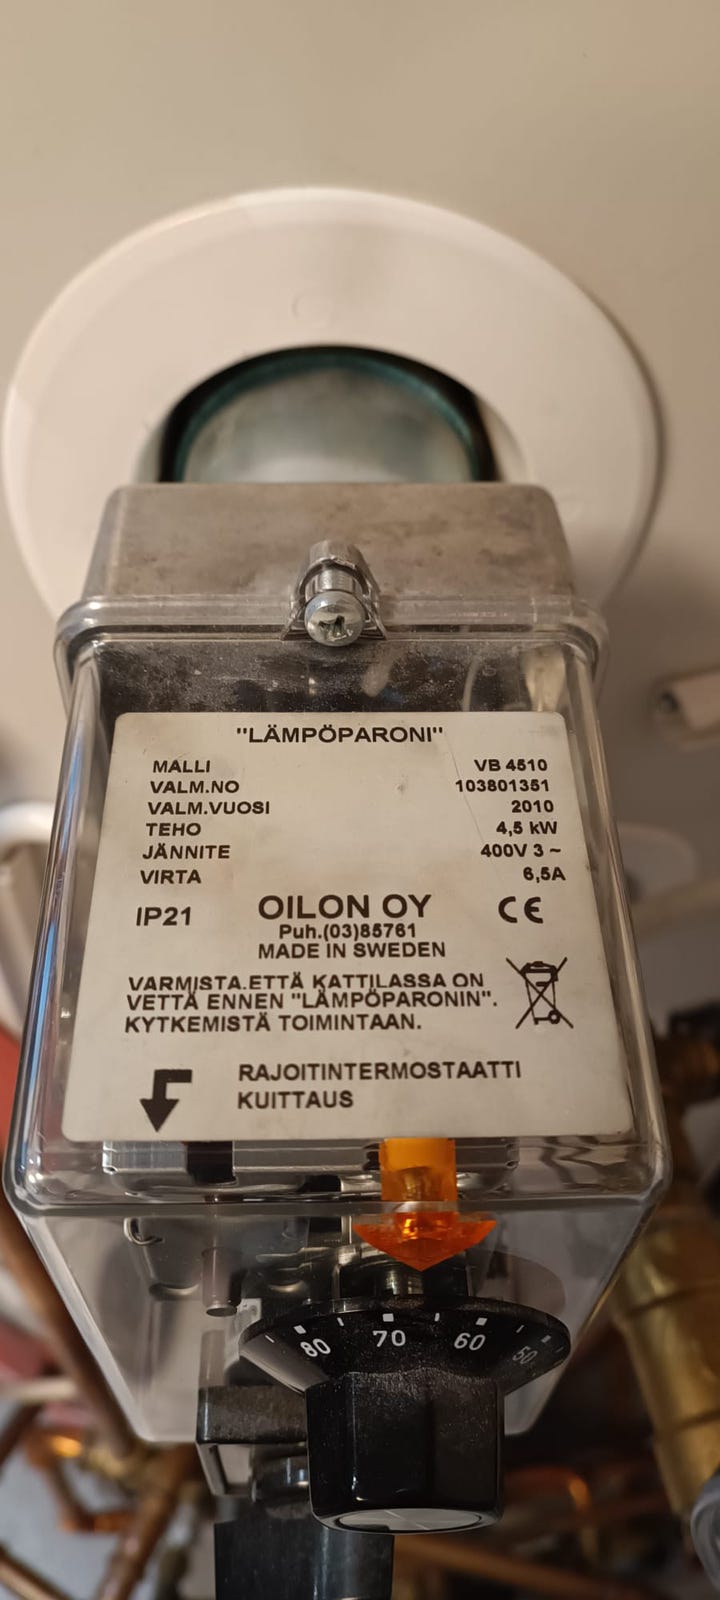 "LÄMPÖPARONI"
MALLI VB 4510
VALM.NO 103801351
VALM.VUOSI 2010
TEHO 4,5 kW
JÄNNITE 400V 3 ~
VIRTA 6,5A
IP21 OILON OY CE
Puh.(03)85761
MADE IN SWEDEN
VARMISTA.ETTÄ KATTILASSA ON
VETTÄ ENNEN "LÄMPÖPARONIN".
KYTKEMISTÄ TOIMINTAAN.
RAJOITINTERMOSTAATTI
KUITTAUS
80 70 60 50